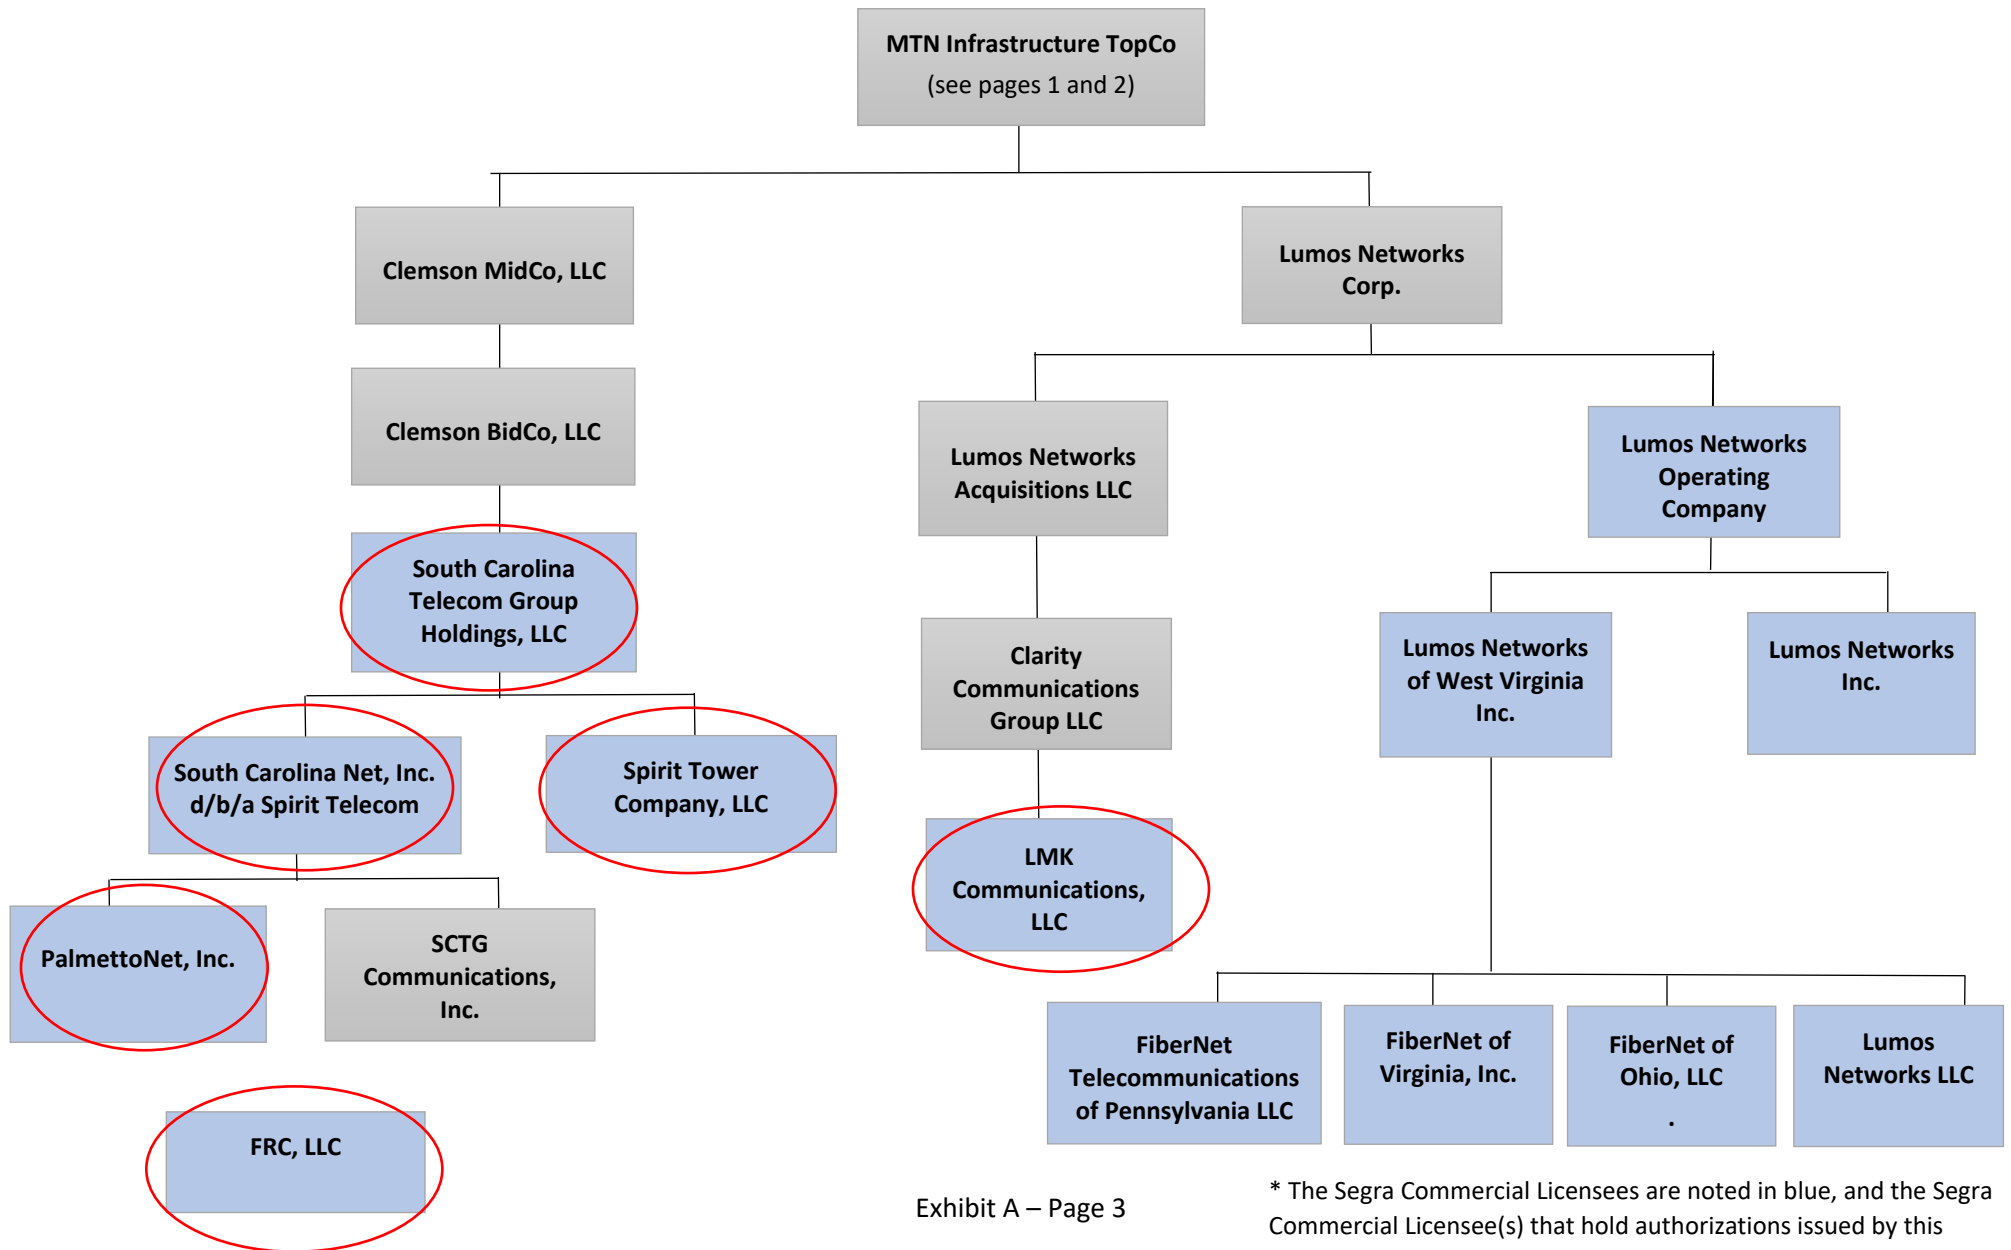 MTN Infrastructure TopCo
(see pages 1 and 2)
Clemson MidCo, LLC
Lumos Networks
Corp.
Clemson BidCo, LLC
Lumos Networks
Acquisitions LLC
Lumos Networks
Operating
Company
South Carolina
Telecom Group
Holdings, LLC
Clarity
Communications
Group LLC
Lumos Networks
of West Virginia
Inc.
Lumos Networks
Inc.
South Carolina Net, Inc.
d/b/a Spirit Telecom
Spirit Tower
Company, LLC
LMK
Communications,
LLC
PalmettoNet, Inc.
SCTG
Communications,
Inc.
FiberNet
Telecommunications
of Pennsylvania LLC
FiberNet of
Virginia, Inc.
FiberNet of
Ohio, LLC
.
Lumos
Networks LLC
FRC, LLC
Exhibit A – Page 3
* The Segra Commercial Licensees are noted in blue, and the Segra
Commercial Licensee(s) that hold authorizations issued by this